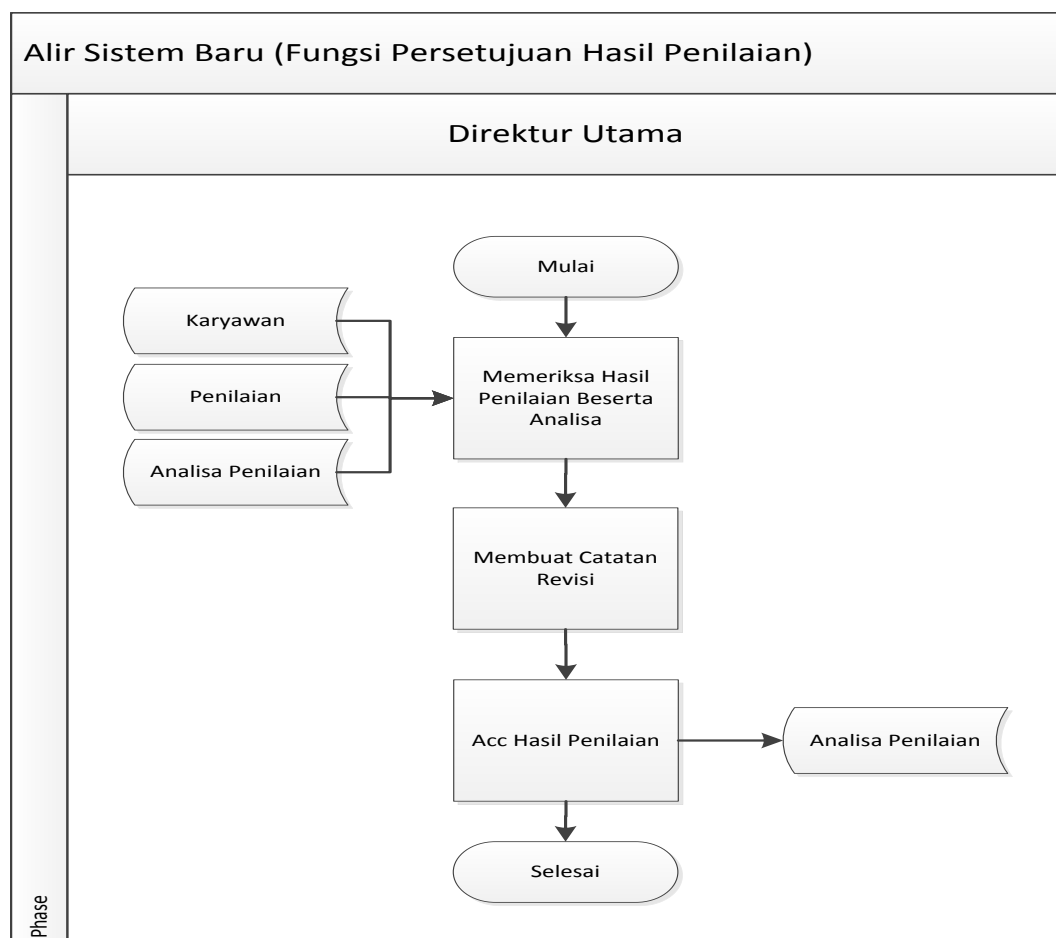 Alir Sistem Baru (Fungsi Persetujuan Hasil Penilaian)
Direktur Utama
Mulai
Karyawan
Penilaian
Analisa Penilaian
Memeriksa Hasil
Penilaian Beserta
Analisa
Membuat Catatan
Revisi
Acc Hasil Penilaian
Analisa Penilaian
Selesai
Phase